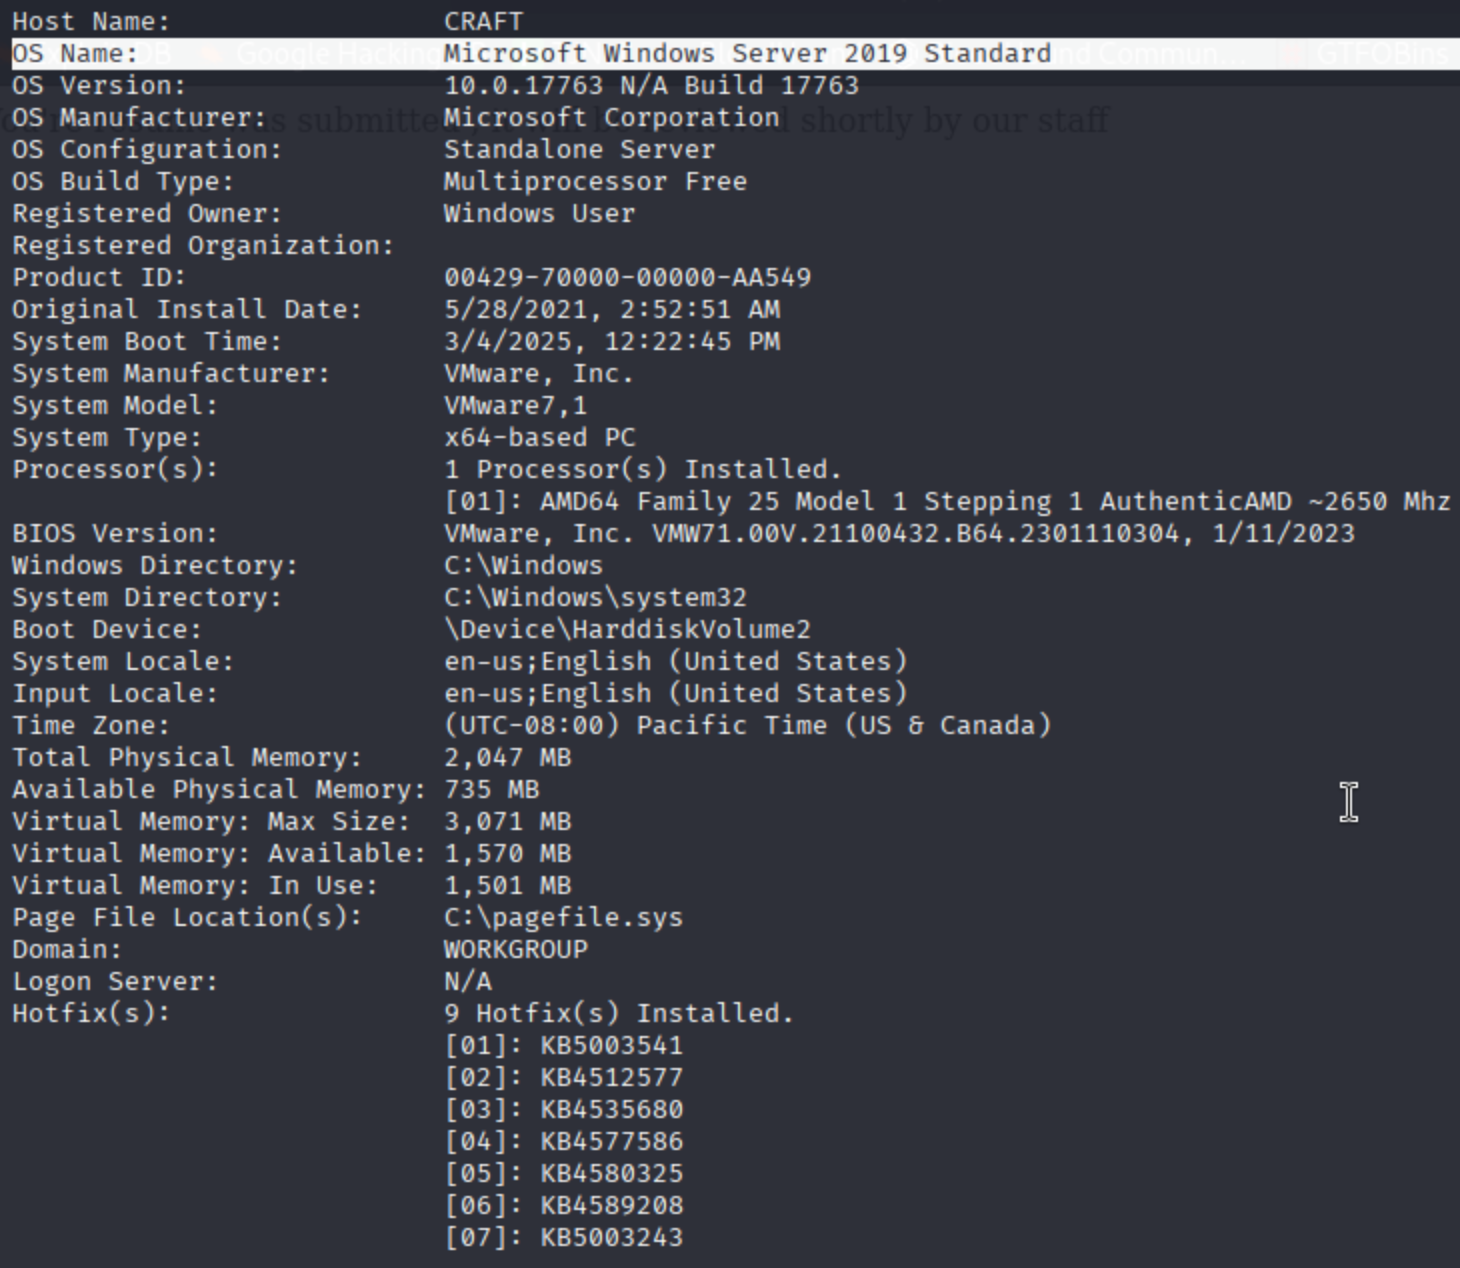 Host Name: CRAFT
OS Name: Microsoft Windows Server 2019 Standard
OS Version: 10.0.17763 N/A Build 17763
OS Manufacturer: Microsoft Corporation
OS Configuration: Standalone Server
OS Build Type: Multiprocessor Free
Registered Owner: Windows User
Registered Organization:
Product ID: 00429-70000-00000-AA549
Original Install Date: 5/28/2021, 2:52:51 AM
System Boot Time: 3/4/2025, 12:22:45 PM
System Manufacturer: VMware, Inc.
System Model: VMware7,1
System Type: x64-based PC
Processor(s): 1 Processor(s) Installed.
[01]: AMD64 Family 25 Model 1 Stepping 1 AuthenticAMD ~2650 Mhz
BIOS Version: VMware, Inc. VMW71.00V.21100432.B64.2301110304, 1/11/2023
Windows Directory: C:\Windows
System Directory: C:\Windows\system32
Boot Device: \Device\HarddiskVolume2
System Locale: en-us;English (United States)
Input Locale: en-us;English (United States)
Time Zone: (UTC-08:00) Pacific Time (US & Canada)
Total Physical Memory: 2,047 MB
Available Physical Memory: 735 MB
Virtual Memory: Max Size: 3,071 MB
Virtual Memory: Available: 1,570 MB
Virtual Memory: In Use: 1,501 MB
Page File Location(s): C:\pagefile.sys
Domain: WORKGROUP
Logon Server: N/A
Hotfix(s): 9 Hotfix(s) Installed.
[01]: KB5003541
[02]: KB4512577
[03]: KB4535680
[04]: KB4577586
[05]: KB4580325
[06]: KB4589208
[07]: KB5003243
DB Google Hacking
GTFOBins
was submitted
shortly by our staff